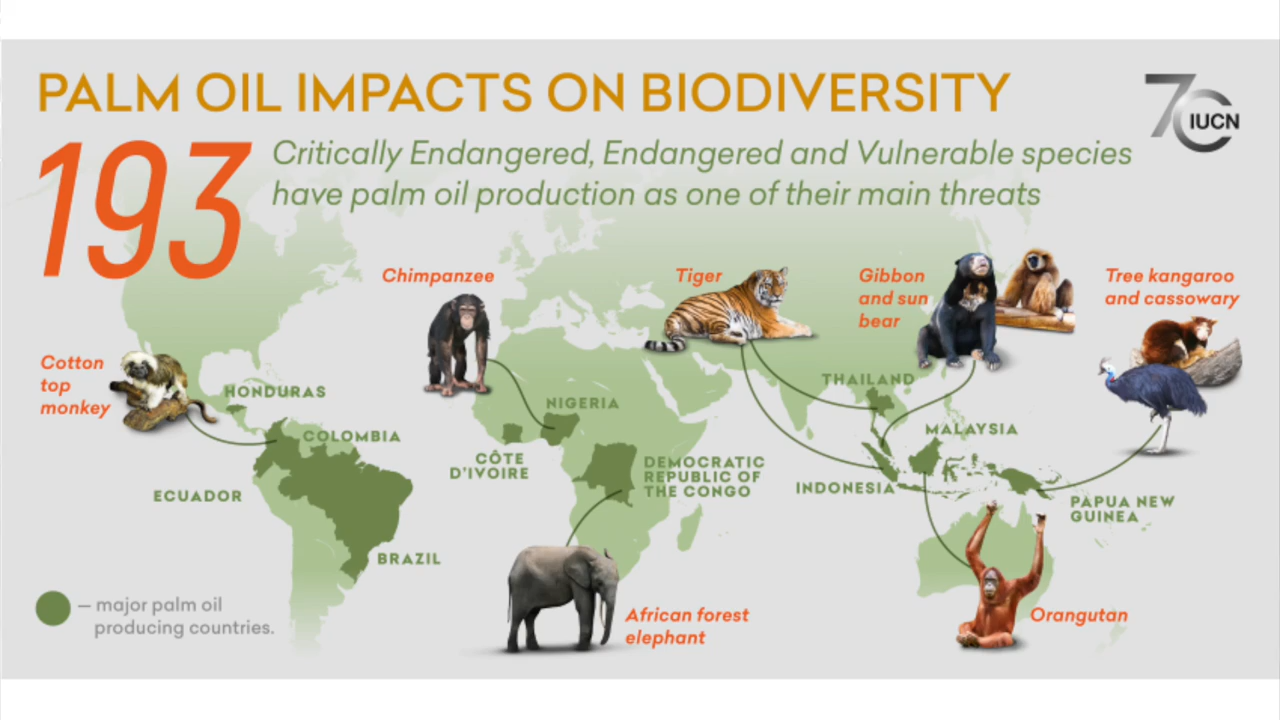 PALM OIL IMPACTS ON BIODIVERSITY
70 IUCN
193
Critically Endangered, Endangered and Vulnerable species
have palm oil production as one of their main threats
Chimpanzee
Tiger
Gibbon
and sun
bear
Tree kangaroo
and cassowary
Cotton
top
monkey
HONDURAS
COLOMBIA
ECUADOR
BRAZIL
NIGERIA
CÔTE
D'IVOIRE
DEMOCRATIC
REPUBLIC OF
THE CONGO
THAILAND
MALAYSIA
INDONESIA
PAPUA NEW
GUINEA
– major palm oil
producing countries.
African forest
elephant
Orangutan